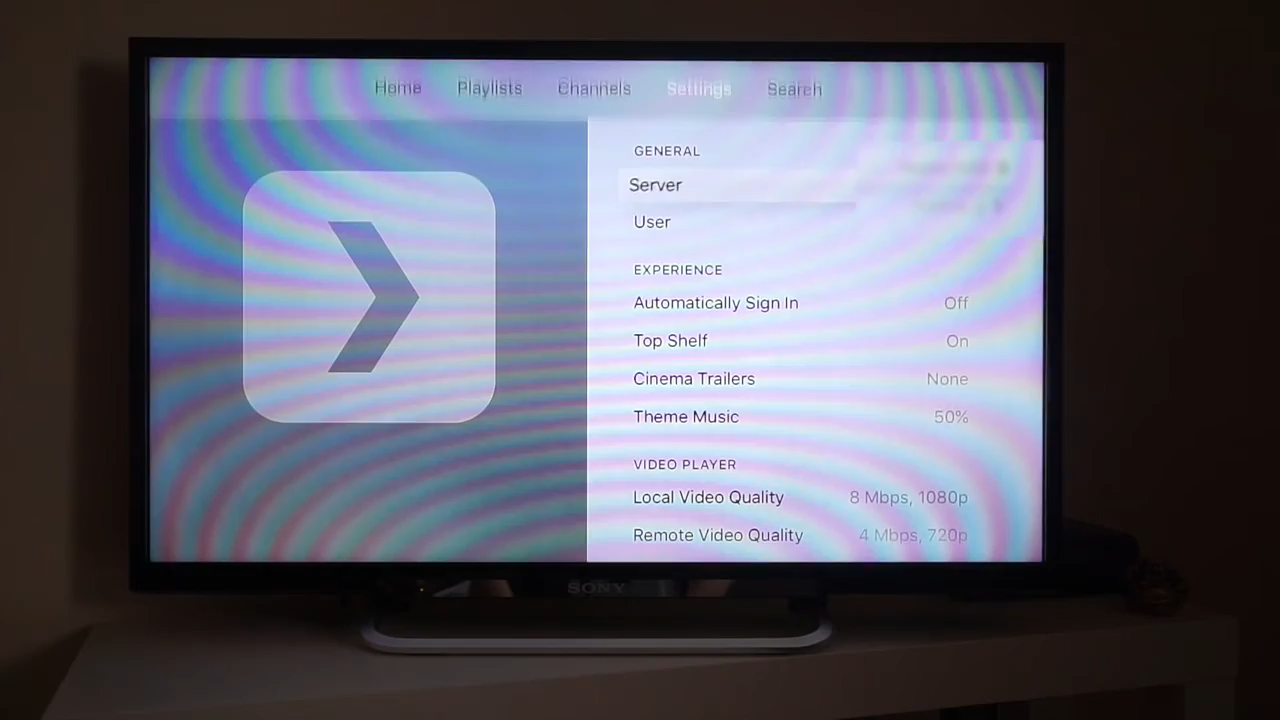 Home Playlists Channels Settings Search
GENERAL
Server
User
EXPERIENCE
Automatically Sign In Off
Top Shelf On
Cinema Trailers None
Theme Music 50%
VIDEO PLAYER
Local Video Quality 8 Mbps, 1080p
Remote Video Quality 4 Mbps, 720p
SONY